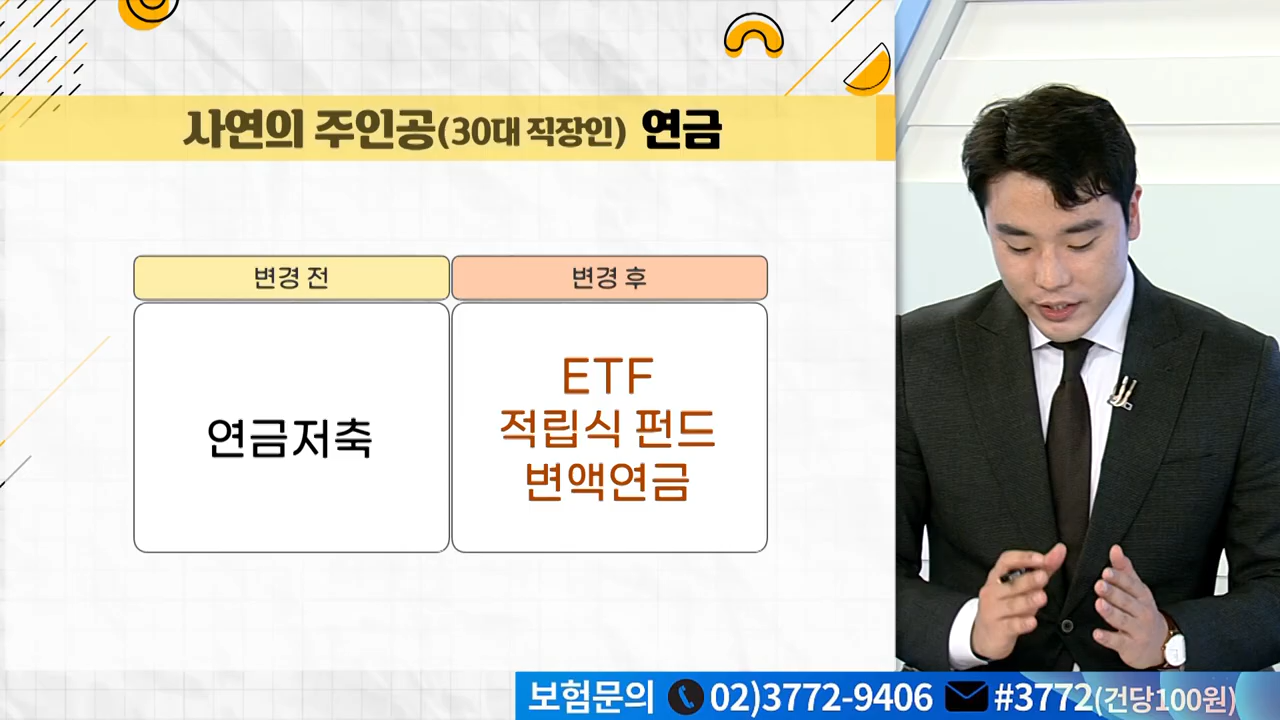 사연의 주인공(30대 직장인) 연금
변경 전
변경 후
연금저축
ETF
적립식 펀드
변액연금
보험문의 02)3772-9406 #3772(건당100원)